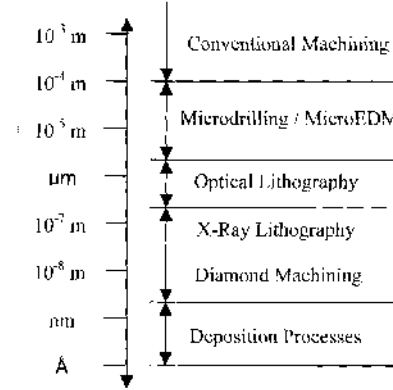 10⁻³ m
Conventional Machining
10⁻⁴ m
Microdrilling / MicroEDM
10⁻⁵ m
µm
Optical Lithography
10⁻⁷ m
X-Ray Lithography
10⁻⁸ m
Diamond Machining
nm
Deposition Processes
Å